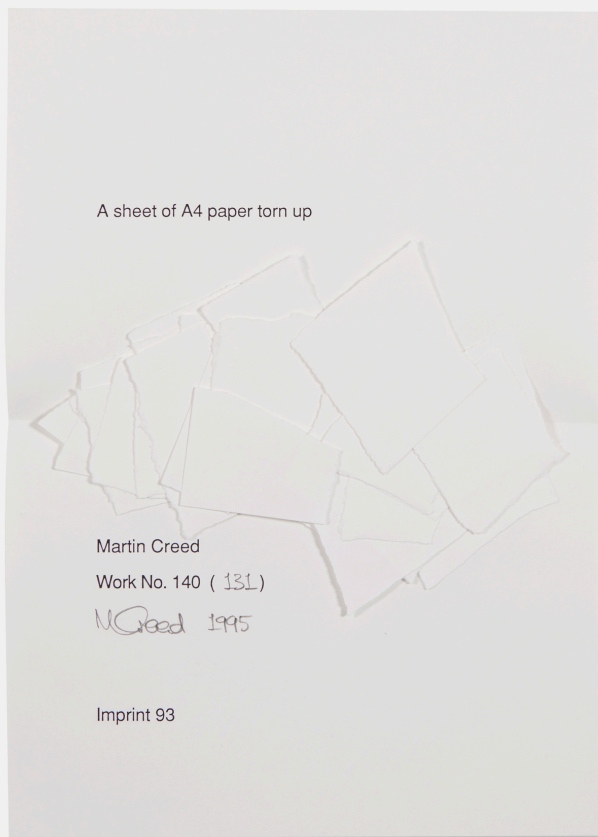 A sheet of A4 paper torn up
Martin Creed
Work No. 140 ( 131 )
MCreed 1995
Imprint 93